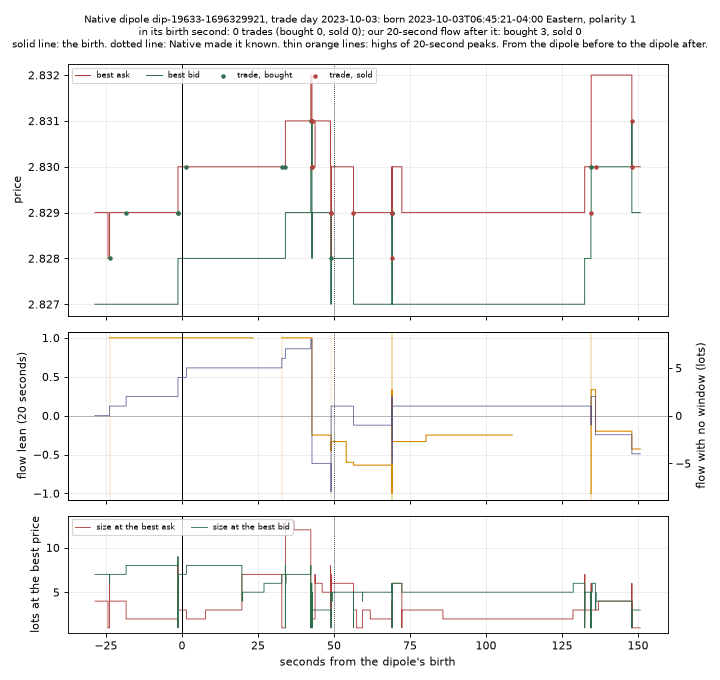 Native dipole dip-19633-1696329921, trade day 2023-10-03: born 2023-10-03T06:45:21-04:00 Eastern, polarity 1
in its birth second: 0 trades (bought 0, sold 0); our 20-second flow after it: bought 3, sold 0
solid line: the birth. dotted line: Native made it known. thin orange lines: highs of 20-second peaks. From the dipole before to the dipole after.
best ask
best bid
trade, bought
trade, sold
2.832
2.831
2.830
2.829
2.828
2.827
price
1.0
0.5
0.0
−0.5
−1.0
flow lean (20 seconds)
5
0
−5
flow with no window (lots)
size at the best ask
size at the best bid
10
5
lots at the best price
−25
0
25
50
75
100
125
150
seconds from the dipole's birth